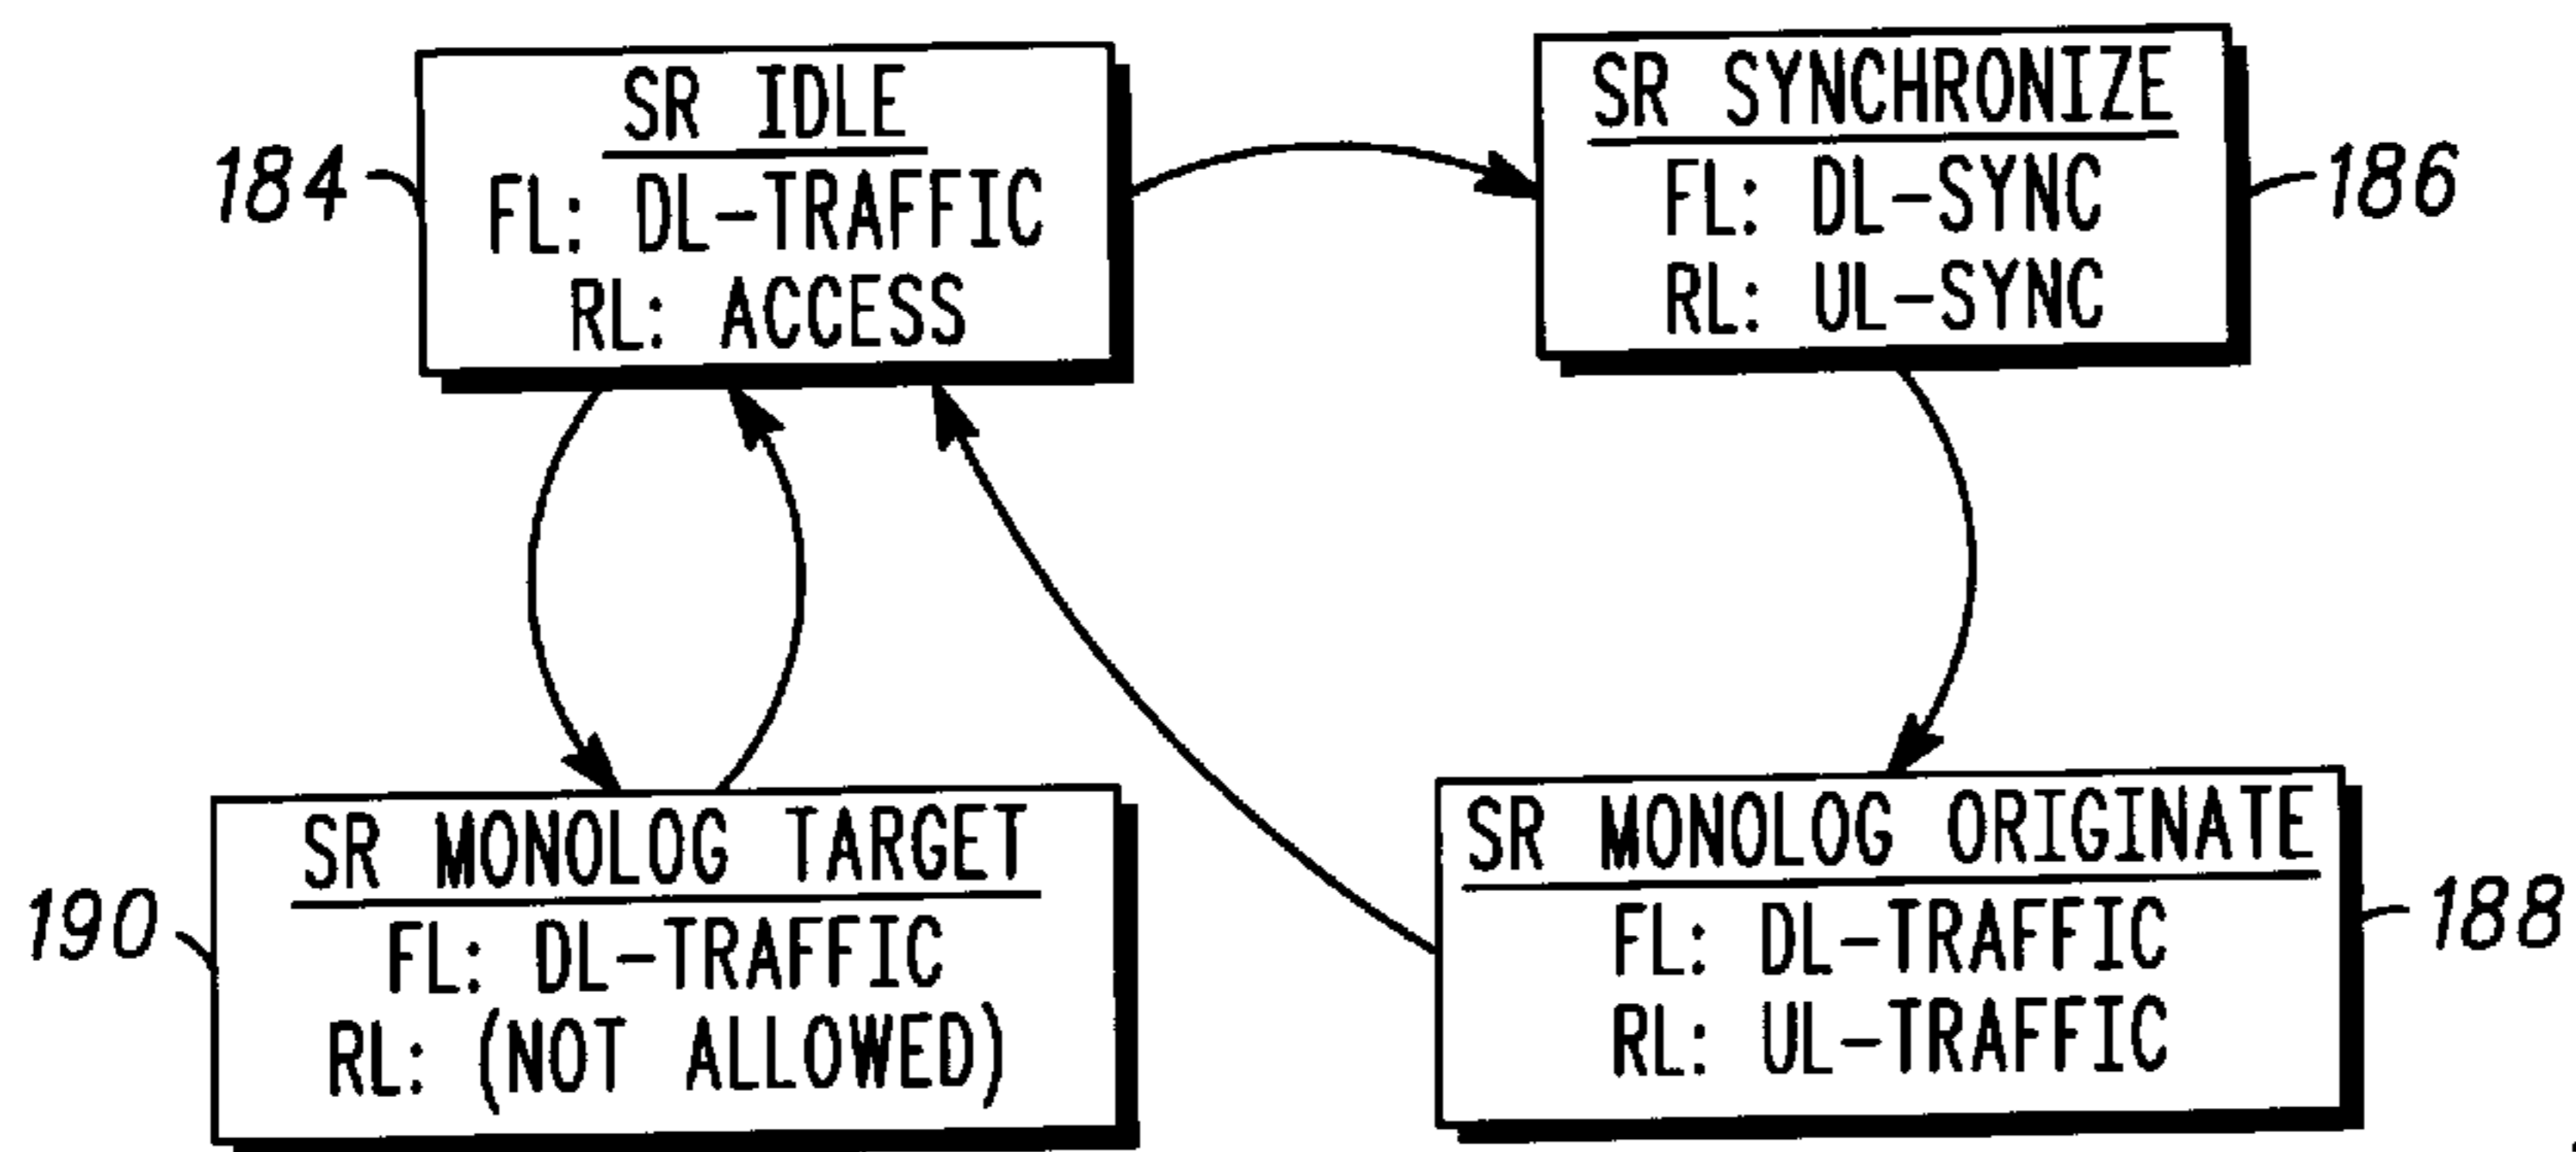 SR IDLE
FL: DL-TRAFFIC
RL: ACCESS
184
SR SYNCHRONIZE
FL: DL-SYNC
RL: UL-SYNC
186
SR MONOLOG TARGET
FL: DL-TRAFFIC
RL: (NOT ALLOWED)
190
SR MONOLOG ORIGINATE
FL: DL-TRAFFIC
RL: UL-TRAFFIC
188